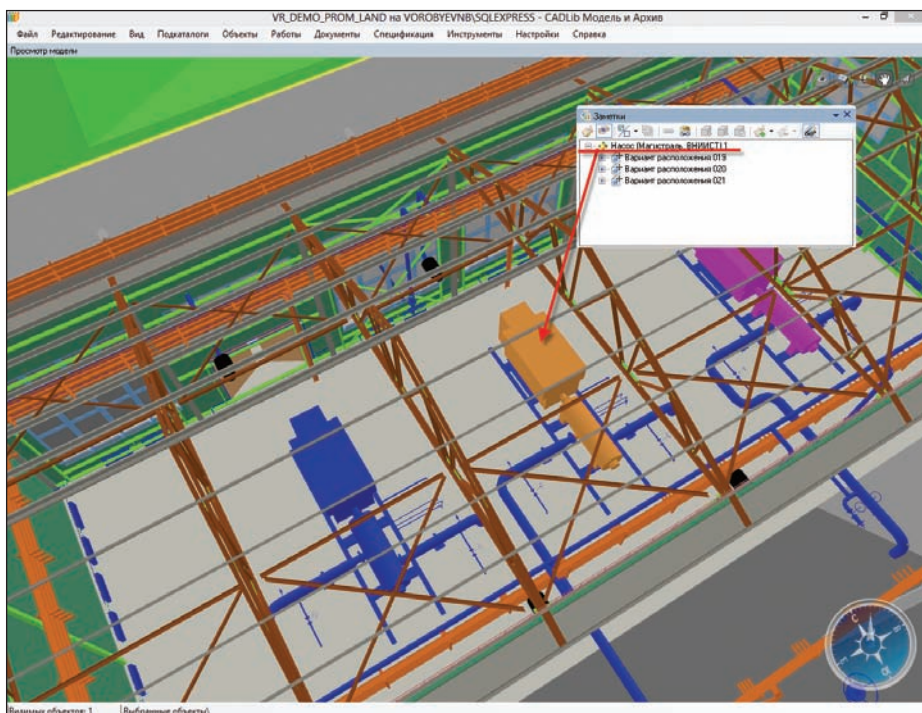 VR_DEMO_PROM_LAND на VOROBYEVNB\SQLEXPRESS - CADLib Модель и Архив
Файл Редактирование Вид Подкаталоги Объекты Работы Документы Спецификация Инструменты Настройки Справка
Просмотр модели
Заметки
Насос (Магистраль, ВНИИСТ) 1
Вариант расположения 019
Вариант расположения 020
Вариант расположения 021
Видимых объектов: 1 Выбранные объекты\